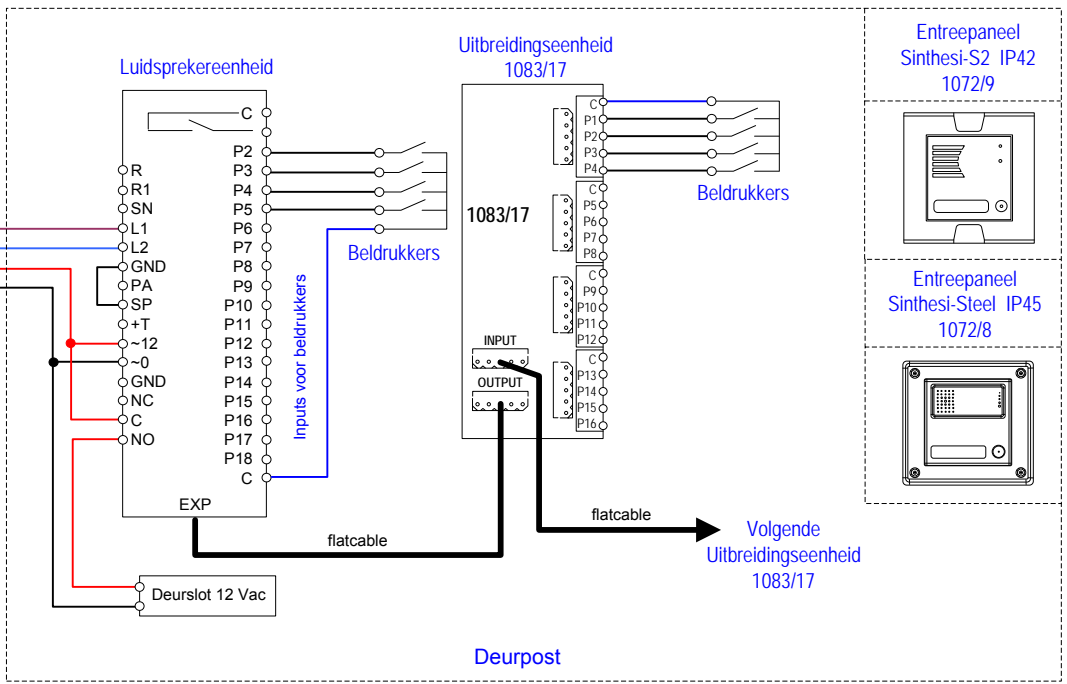 Luidsprekereenheid
C
P2
P3
P4
P5
P6
P7
P8
P9
P10
P11
P12
P13
P14
P15
P16
P17
P18
C
R
R1
SN
L1
L2
GND
PA
SP
+T
~12
~0
GND
NC
C
NO
EXP
Beldrukkers
Inputs voor beldrukkers
flatcable
Deurslot 12 Vac
Uitbreidingseenheid
1083/17
1083/17
C
P1
P2
P3
P4
C
P5
P6
P7
P8
C
P9
P10
P11
P12
C
P13
P14
P15
P16
INPUT
OUTPUT
Beldrukkers
flatcable
Volgende
Uitbreidingseenheid
1083/17
Deurpost
Entreepaneel
Sinthesi-S2 IP42
1072/9
Entreepaneel
Sinthesi-Steel IP45
1072/8